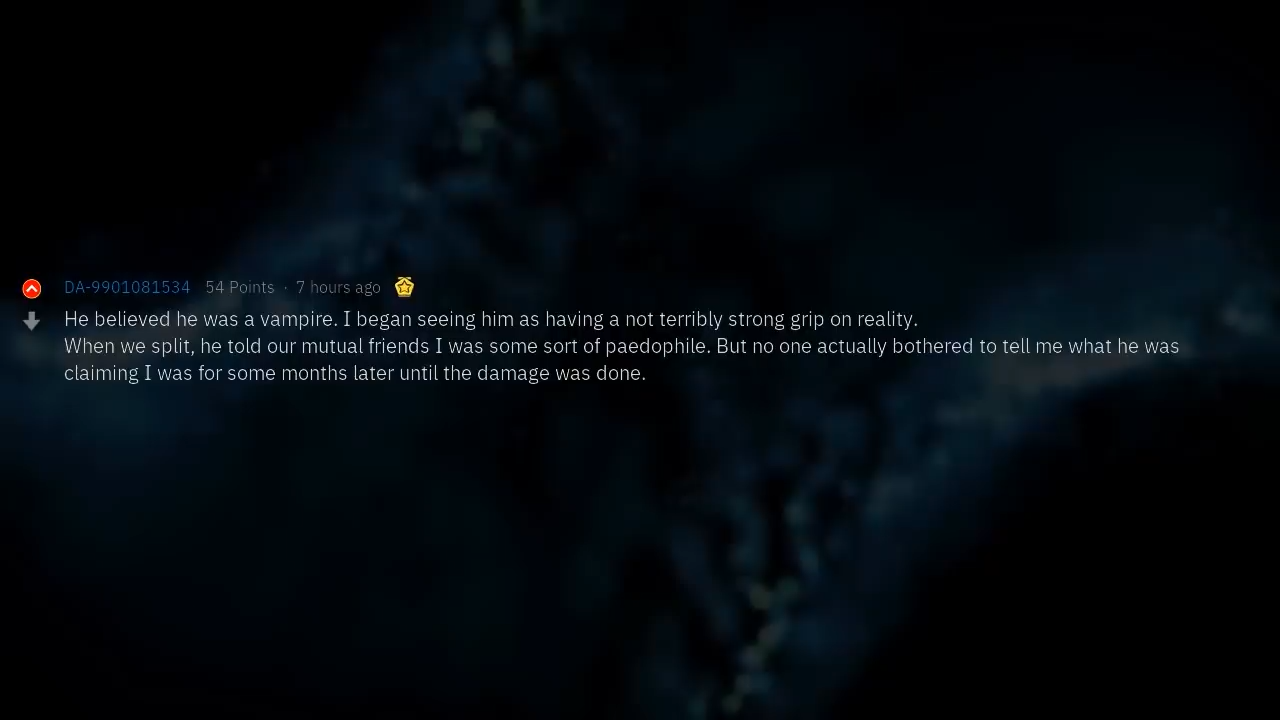 DA-9901081534 54 Points · 7 hours ago
He believed he was a vampire. I began seeing him as having a not terribly strong grip on reality.
When we split, he told our mutual friends I was some sort of paedophile. But no one actually bothered to tell me what he was
claiming I was for some months later until the damage was done.